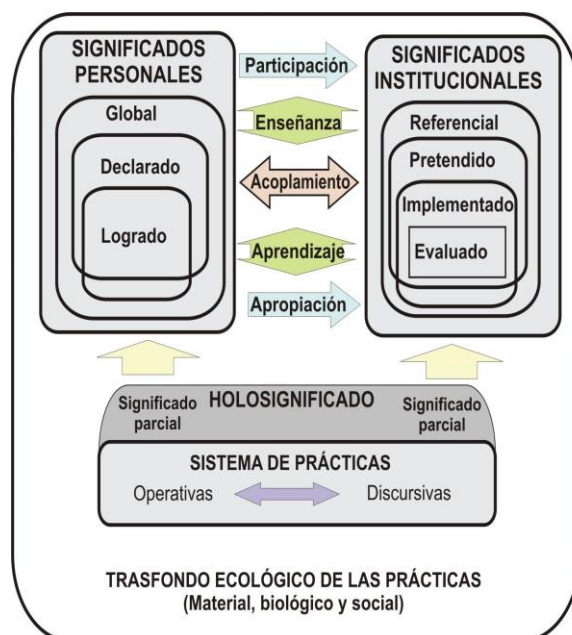 SIGNIFICADOS
PERSONALES
Global
Declarado
Logrado
Participación
Enseñanza
Acoplamiento
Aprendizaje
Apropiación
SIGNIFICADOS
INSTITUCIONALES
Referencial
Pretendido
Implementado
Evaluado
HOLOSIGNIFICADO
Significado
parcial
Significado
parcial
SISTEMA DE PRÁCTICAS
Operativas
Discursivas
TRASFONDO ECOLÓGICO DE LAS PRÁCTICAS
(Material, biológico y social)